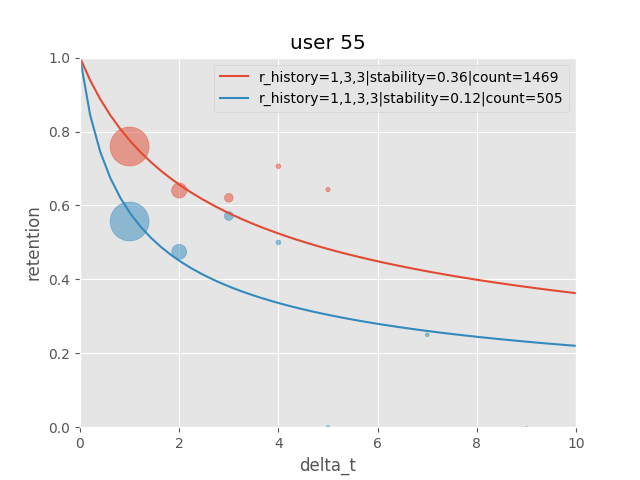 user 55
r_history=1,3,3|stability=0.36|count=1469
r_history=1,1,3,3|stability=0.12|count=505
1.0
0.8
0.6
0.4
0.2
0.0
retention
0 2 4 6 8 10
delta_t